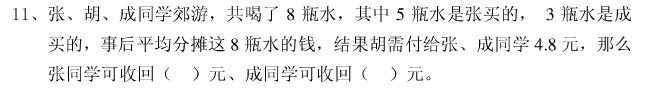 11、张、胡、成同学郊游，共喝了 8 瓶水，其中 5 瓶水是张买的， 3 瓶水是成
买的，事后平均分摊这 8 瓶水的钱，结果胡需付给张、成同学 4.8 元，那么
张同学可收回（ ）元、成同学可收回（ ）元。